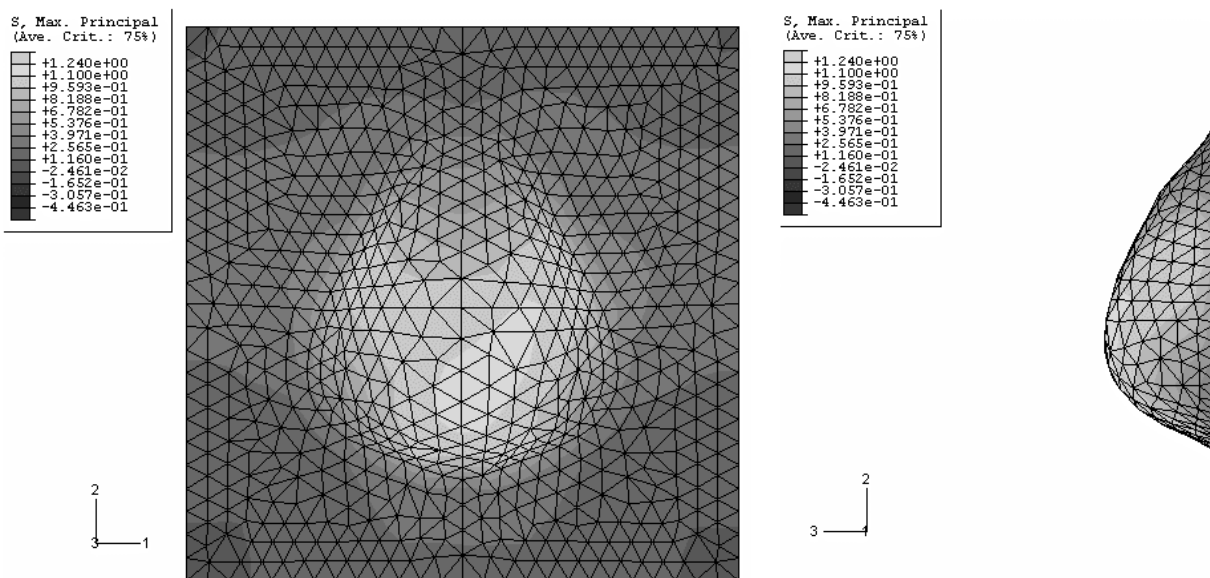 S, Max. Principal
(Ave. Crit.: 75%)
+1.240e+00
+1.100e+00
+9.593e-01
+8.188e-01
+6.782e-01
+5.376e-01
+3.971e-01
+2.565e-01
+1.160e-01
-2.461e-02
-1.652e-01
-3.057e-01
-4.463e-01
2
3 1
S, Max. Principal
(Ave. Crit.: 75%)
+1.240e+00
+1.100e+00
+9.593e-01
+8.188e-01
+6.782e-01
+5.376e-01
+3.971e-01
+2.565e-01
+1.160e-01
-2.461e-02
-1.652e-01
-3.057e-01
-4.463e-01
2
3 1